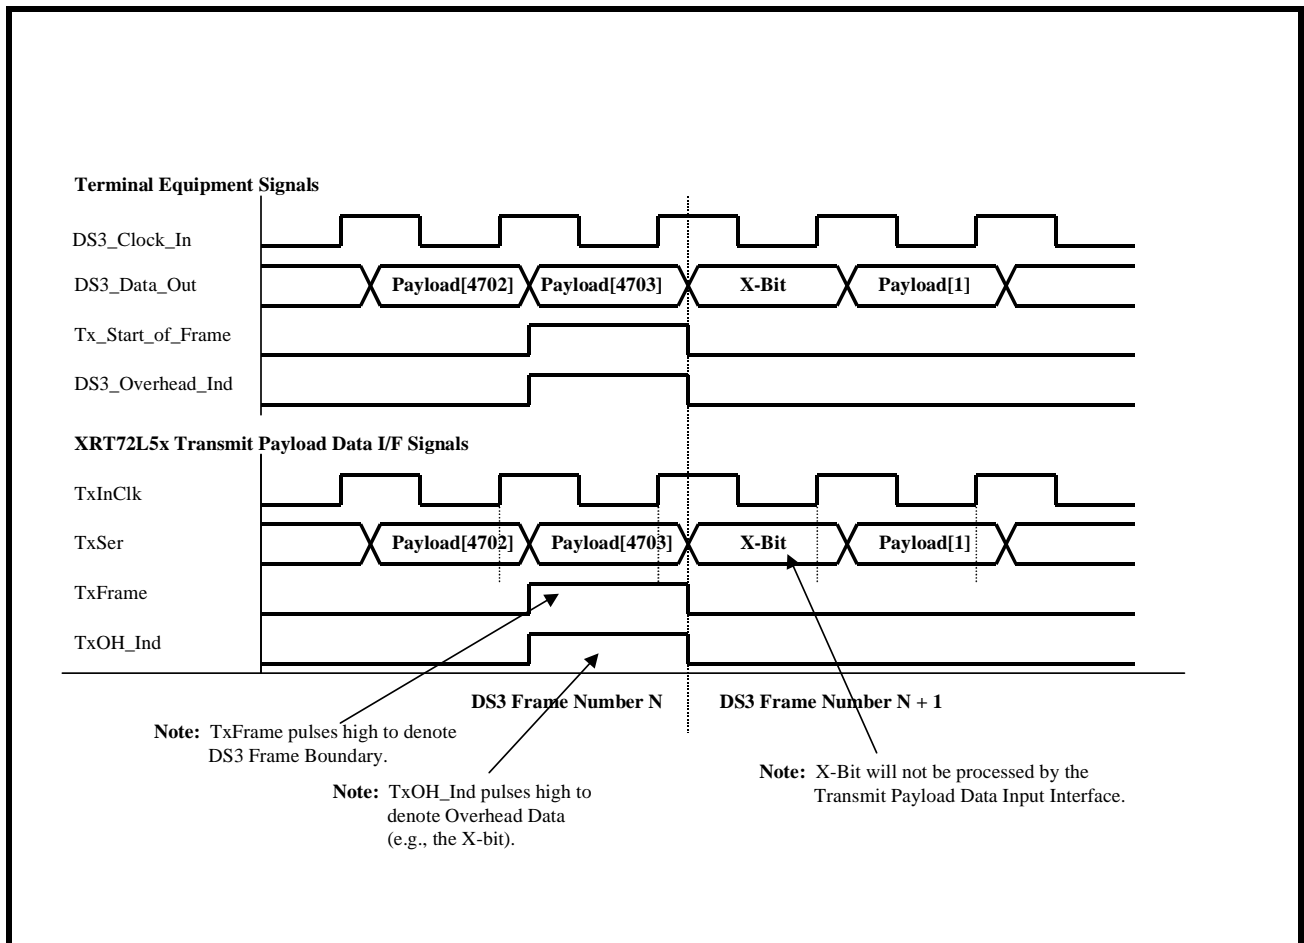 Terminal Equipment Signals
DS3_Clock_In
DS3_Data_Out
Payload[4702] Payload[4703] X-Bit Payload[1]
Tx_Start_of_Frame
DS3_Overhead_Ind
XRT72L5x Transmit Payload Data I/F Signals
TxInClk
TxSer
Payload[4702] Payload[4703] X-Bit Payload[1]
TxFrame
TxOH_Ind
DS3 Frame Number N DS3 Frame Number N + 1
Note: TxFrame pulses high to denote
DS3 Frame Boundary.
Note: TxOH_Ind pulses high to
denote Overhead Data
(e.g., the X-bit).
Note: X-Bit will not be processed by the
Transmit Payload Data Input Interface.